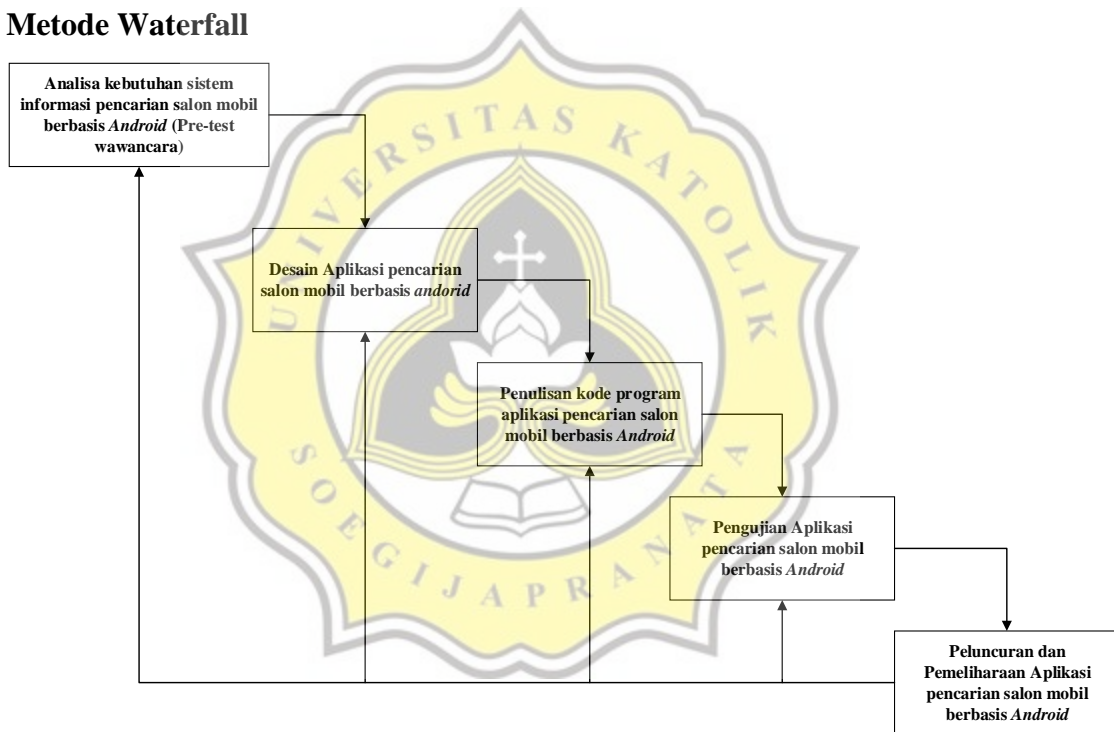 Metode Waterfall
Analisa kebutuhan sistem
informasi pencarian salon mobil
berbasis Android (Pre-test
wawancara)
Desain Aplikasi pencarian
salon mobil berbasis andorid
Penulisan kode program
aplikasi pencarian salon
mobil berbasis Android
Pengujian Aplikasi
pencarian salon mobil
berbasis Android
Peluncuran dan
Pemeliharaan Aplikasi
pencarian salon mobil
berbasis Android
UNIVERSITAS KATOLIK
SOEGIJAPRANATA